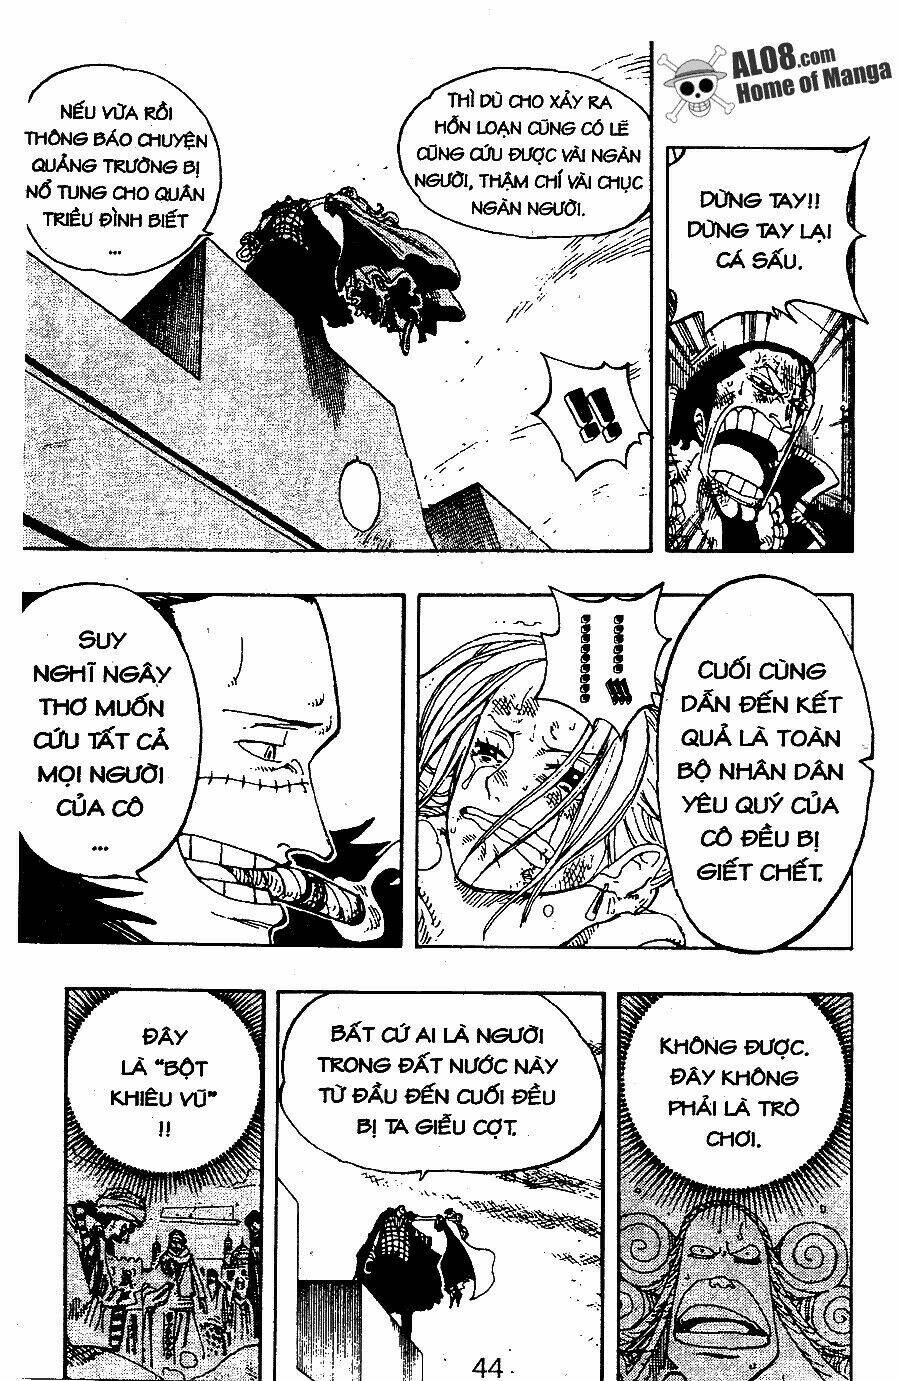 AL08.com
Home of Manga
DỪNG TAY!!
DỪNG TAY LẠI
CÁ SẤU.
NẾU VỪA RỒI
THÔNG BÁO CHUYỆN
QUẢNG TRƯỜNG BỊ
NỔ TUNG CHO QUÂN
TRIỀU ĐÌNH BIẾT
...
THÌ DÙ CHO XẢY RA
HỖN LOẠN CŨNG CÓ LẼ
CŨNG CỨU ĐƯỢC VÀI NGÀN
NGƯỜI, THẬM CHÍ VÀI CHỤC
NGÀN NGƯỜI.
!!
SUY
NGHĨ NGÂY
THƠ MUỐN
CỨU TẤT CẢ
MỌI NGƯỜI
CỦA CÔ
...
CUỐI CÙNG
DẪN ĐẾN KẾT
QUẢ LÀ TOÀN
BỘ NHÂN DÂN
YÊU QUÝ CỦA
CÔ ĐỀU BỊ
GIẾT CHẾT.
ĐÂY
LÀ "BỘT
KHIÊU VŨ"
!!
BẤT CỨ AI LÀ NGƯỜI
TRONG ĐẤT NƯỚC NÀY
TỪ ĐẦU ĐẾN CUỐI ĐỀU
BỊ TA GIỄU CỢT.
KHÔNG ĐƯỢC.
ĐÂY KHÔNG
PHẢI LÀ TRÒ
CHƠI.
44